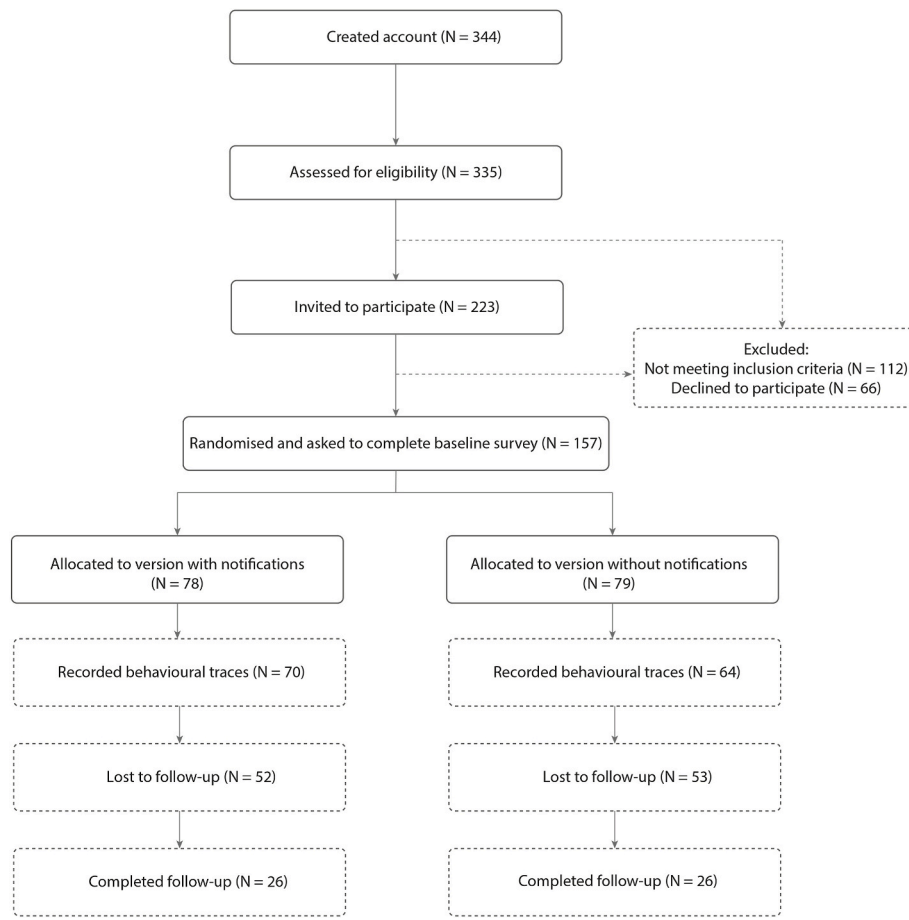 Created account (N = 344)
Assessed for eligibility (N = 335)
Invited to participate (N = 223)
Excluded:
Not meeting inclusion criteria (N = 112)
Declined to participate (N = 66)
Randomised and asked to complete baseline survey (N = 157)
Allocated to version with notifications
(N = 78)
Allocated to version without notifications
(N = 79)
Recorded behavioural traces (N = 70)
Recorded behavioural traces (N = 64)
Lost to follow-up (N = 52)
Lost to follow-up (N = 53)
Completed follow-up (N = 26)
Completed follow-up (N = 26)